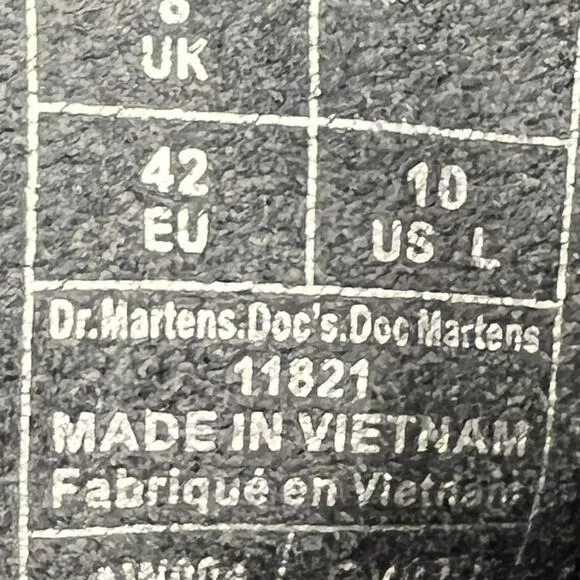 UK
42
EU
10
US L
Dr.Martens.Doc's.Doc Martens
11821
MADE IN VIETNAM
Fabriqué en Vietnam